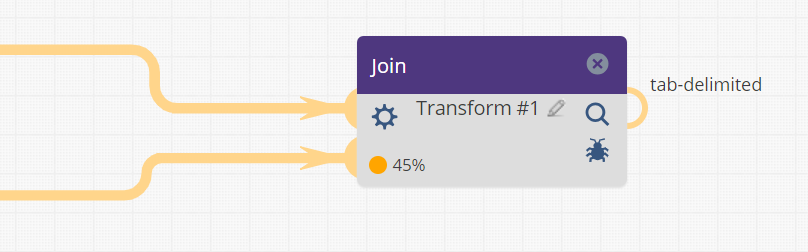 Join
tab-delimited
Transform #1
45%